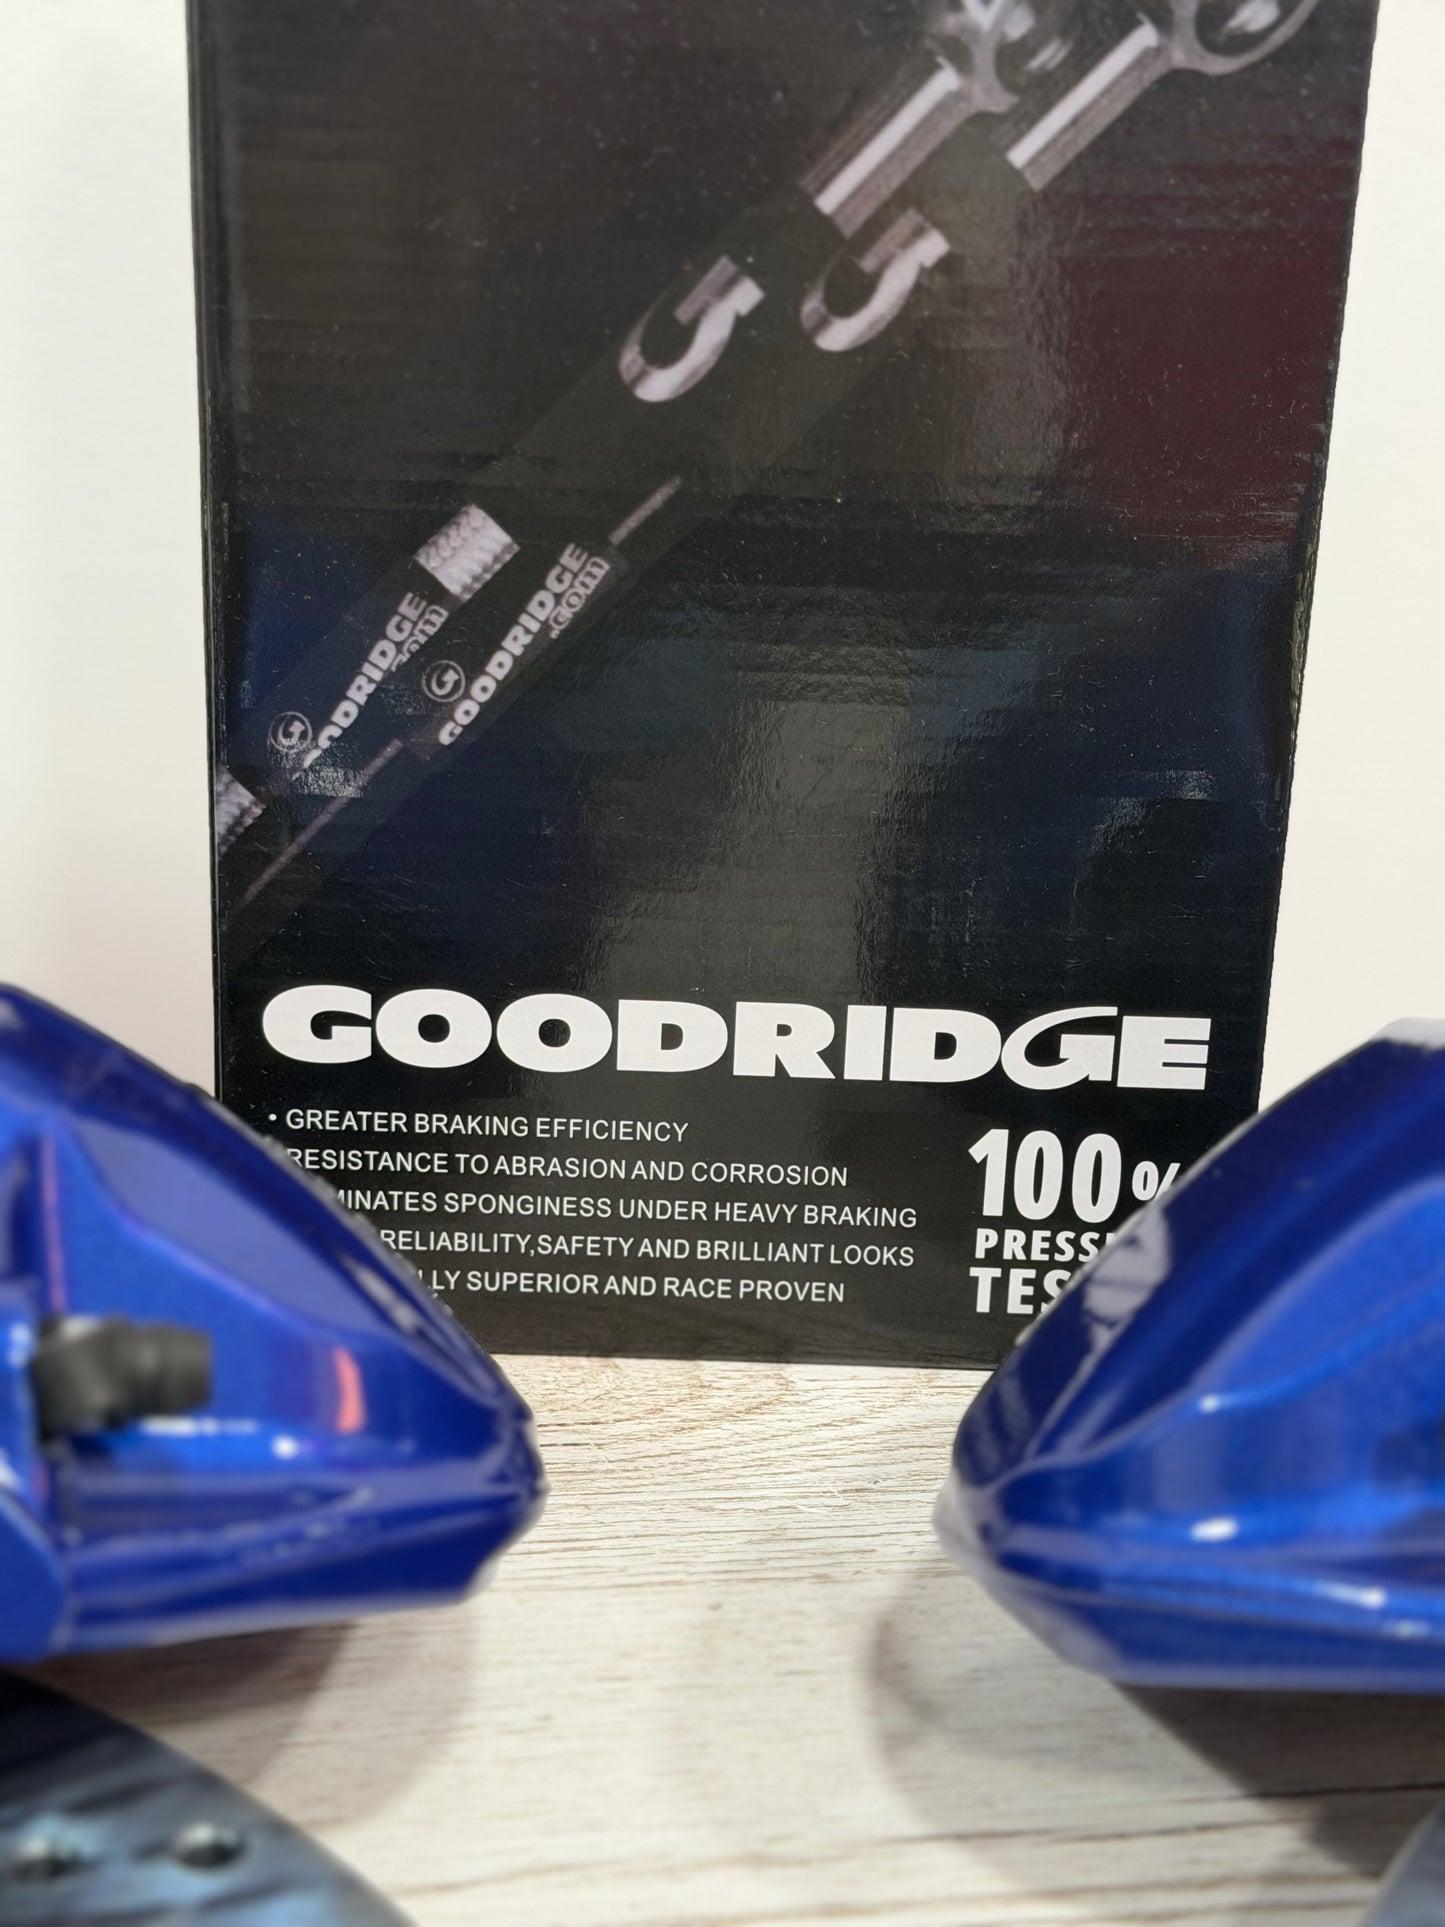 GOODRIDGE
.com
GOODRIDGE
.com
GOODRIDGE
• GREATER BRAKING EFFICIENCY
RESISTANCE TO ABRASION AND CORROSION
MINATES SPONGINESS UNDER HEAVY BRAKING
RELIABILITY,SAFETY AND BRILLIANT LOOKS
LLY SUPERIOR AND RACE PROVEN
100%
PRESS
TES